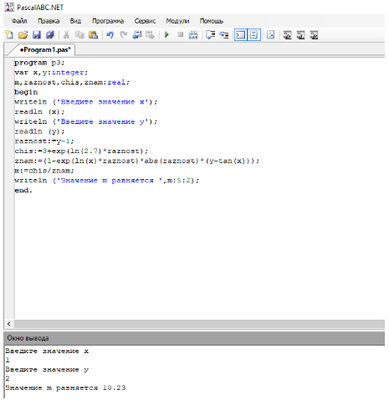 PascalABC.NET
Файл Правка Вид Программа Сервис Модули Помощь
•Program1.pas*
program p3;
var x,y:integer;
m,raznost,chis,znam:real;
begin
writeln ('Введите значение x');
readln (x);
writeln ('Введите значение y');
readln (y);
raznost:=y-1;
chis:=3+exp(ln(2.7)*raznost);
znam:=(1-exp(ln(x)*raznost)*abs(raznost)*(y-tan(x)));
m:=chis/znam;
writeln ('Значение m равняется ',m:5:2);
end.
Окно вывода
Введите значение x
1
Введите значение y
2
Значение m равняется 10.23